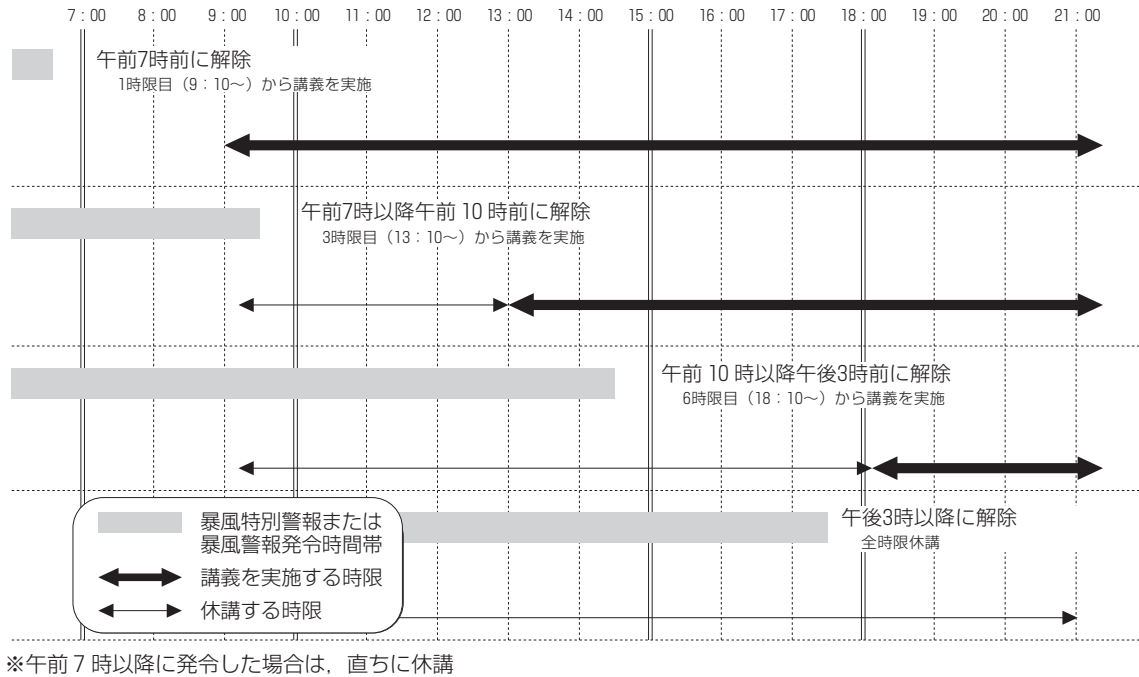 7：00 8：00 9：00 10：00 11：00 12：00 13：00 14：00 15：00 16：00 17：00 18：00 19：00 20：00 21：00
午前7時前に解除
1時限目（9：10〜）から講義を実施
午前7時以降午前 10 時前に解除
3時限目（13：10〜）から講義を実施
午前 10 時以降午後3時前に解除
6時限目（18：10〜）から講義を実施
午後3時以降に解除
全時限休講
暴風特別警報または
暴風警報発令時間帯
講義を実施する時限
休講する時限
※午前 7 時以降に発令した場合は，直ちに休講